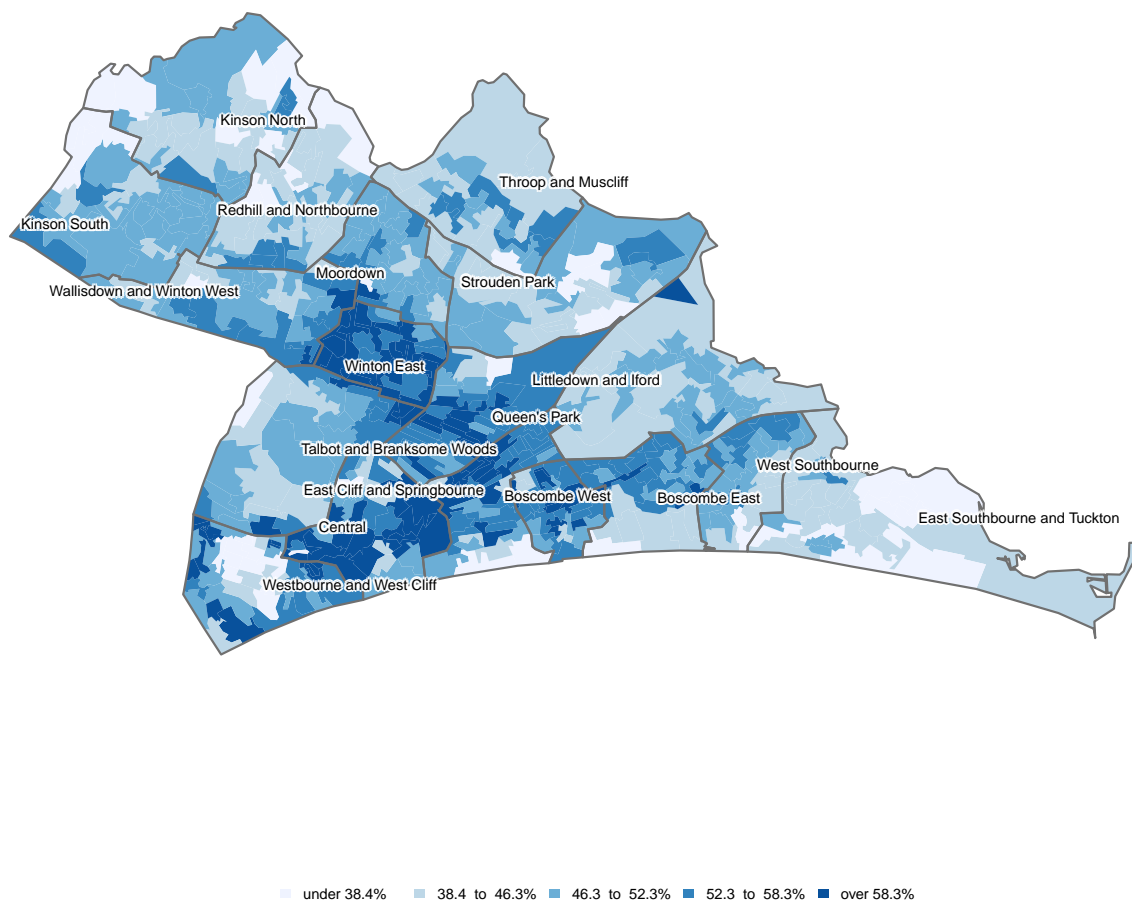 Kinson North
Throop and Muscliff
Redhill and Northbourne
Kinson South
Moordown
Strouden Park
Wallisdown and Winton West
Winton East
Littledown and Iford
Queen's Park
Talbot and Branksome Woods
West Southbourne
East Cliff and Springbourne
Boscombe West
Boscombe East
East Southbourne and Tuckton
Central
Westbourne and West Cliff
under 38.4%
38.4 to 46.3%
46.3 to 52.3%
52.3 to 58.3%
over 58.3%